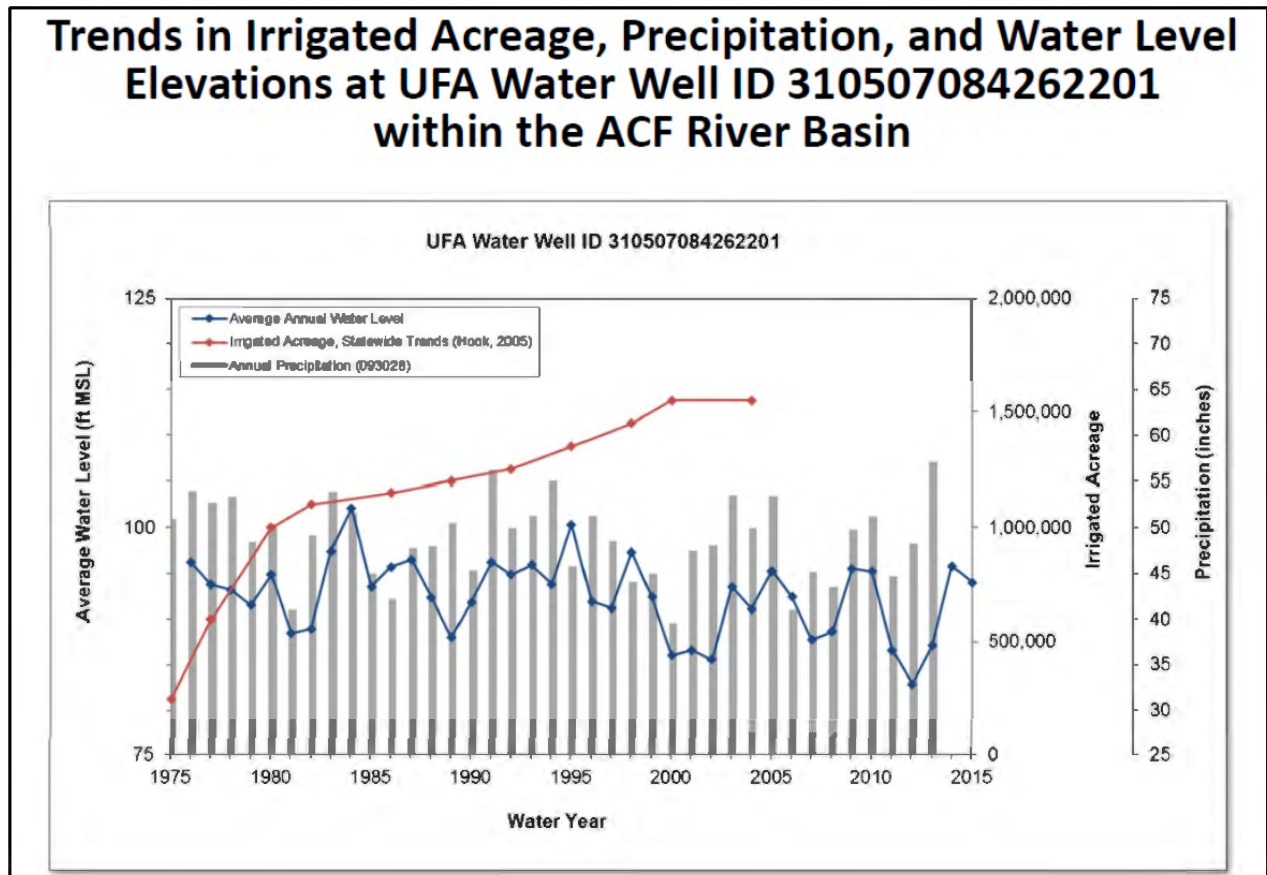 Trends in Irrigated Acreage, Precipitation, and Water Level
Elevations at UFA Water Well ID 310507084262201
within the ACF River Basin
UFA Water Well ID 310507084262201
Average Annual Water Level
Irrigated Acreage, Statewide Trends (Hook, 2005)
Annual Precipitation (093028)
Average Water Level (ft MSL)
125
100
75
2,000,000
1,500,000
1,000,000
500,000
0
Irrigated Acreage
75
70
65
60
55
50
45
40
35
30
25
Precipitation (inches)
1975 1980 1985 1990 1995 2000 2005 2010 2015
Water Year